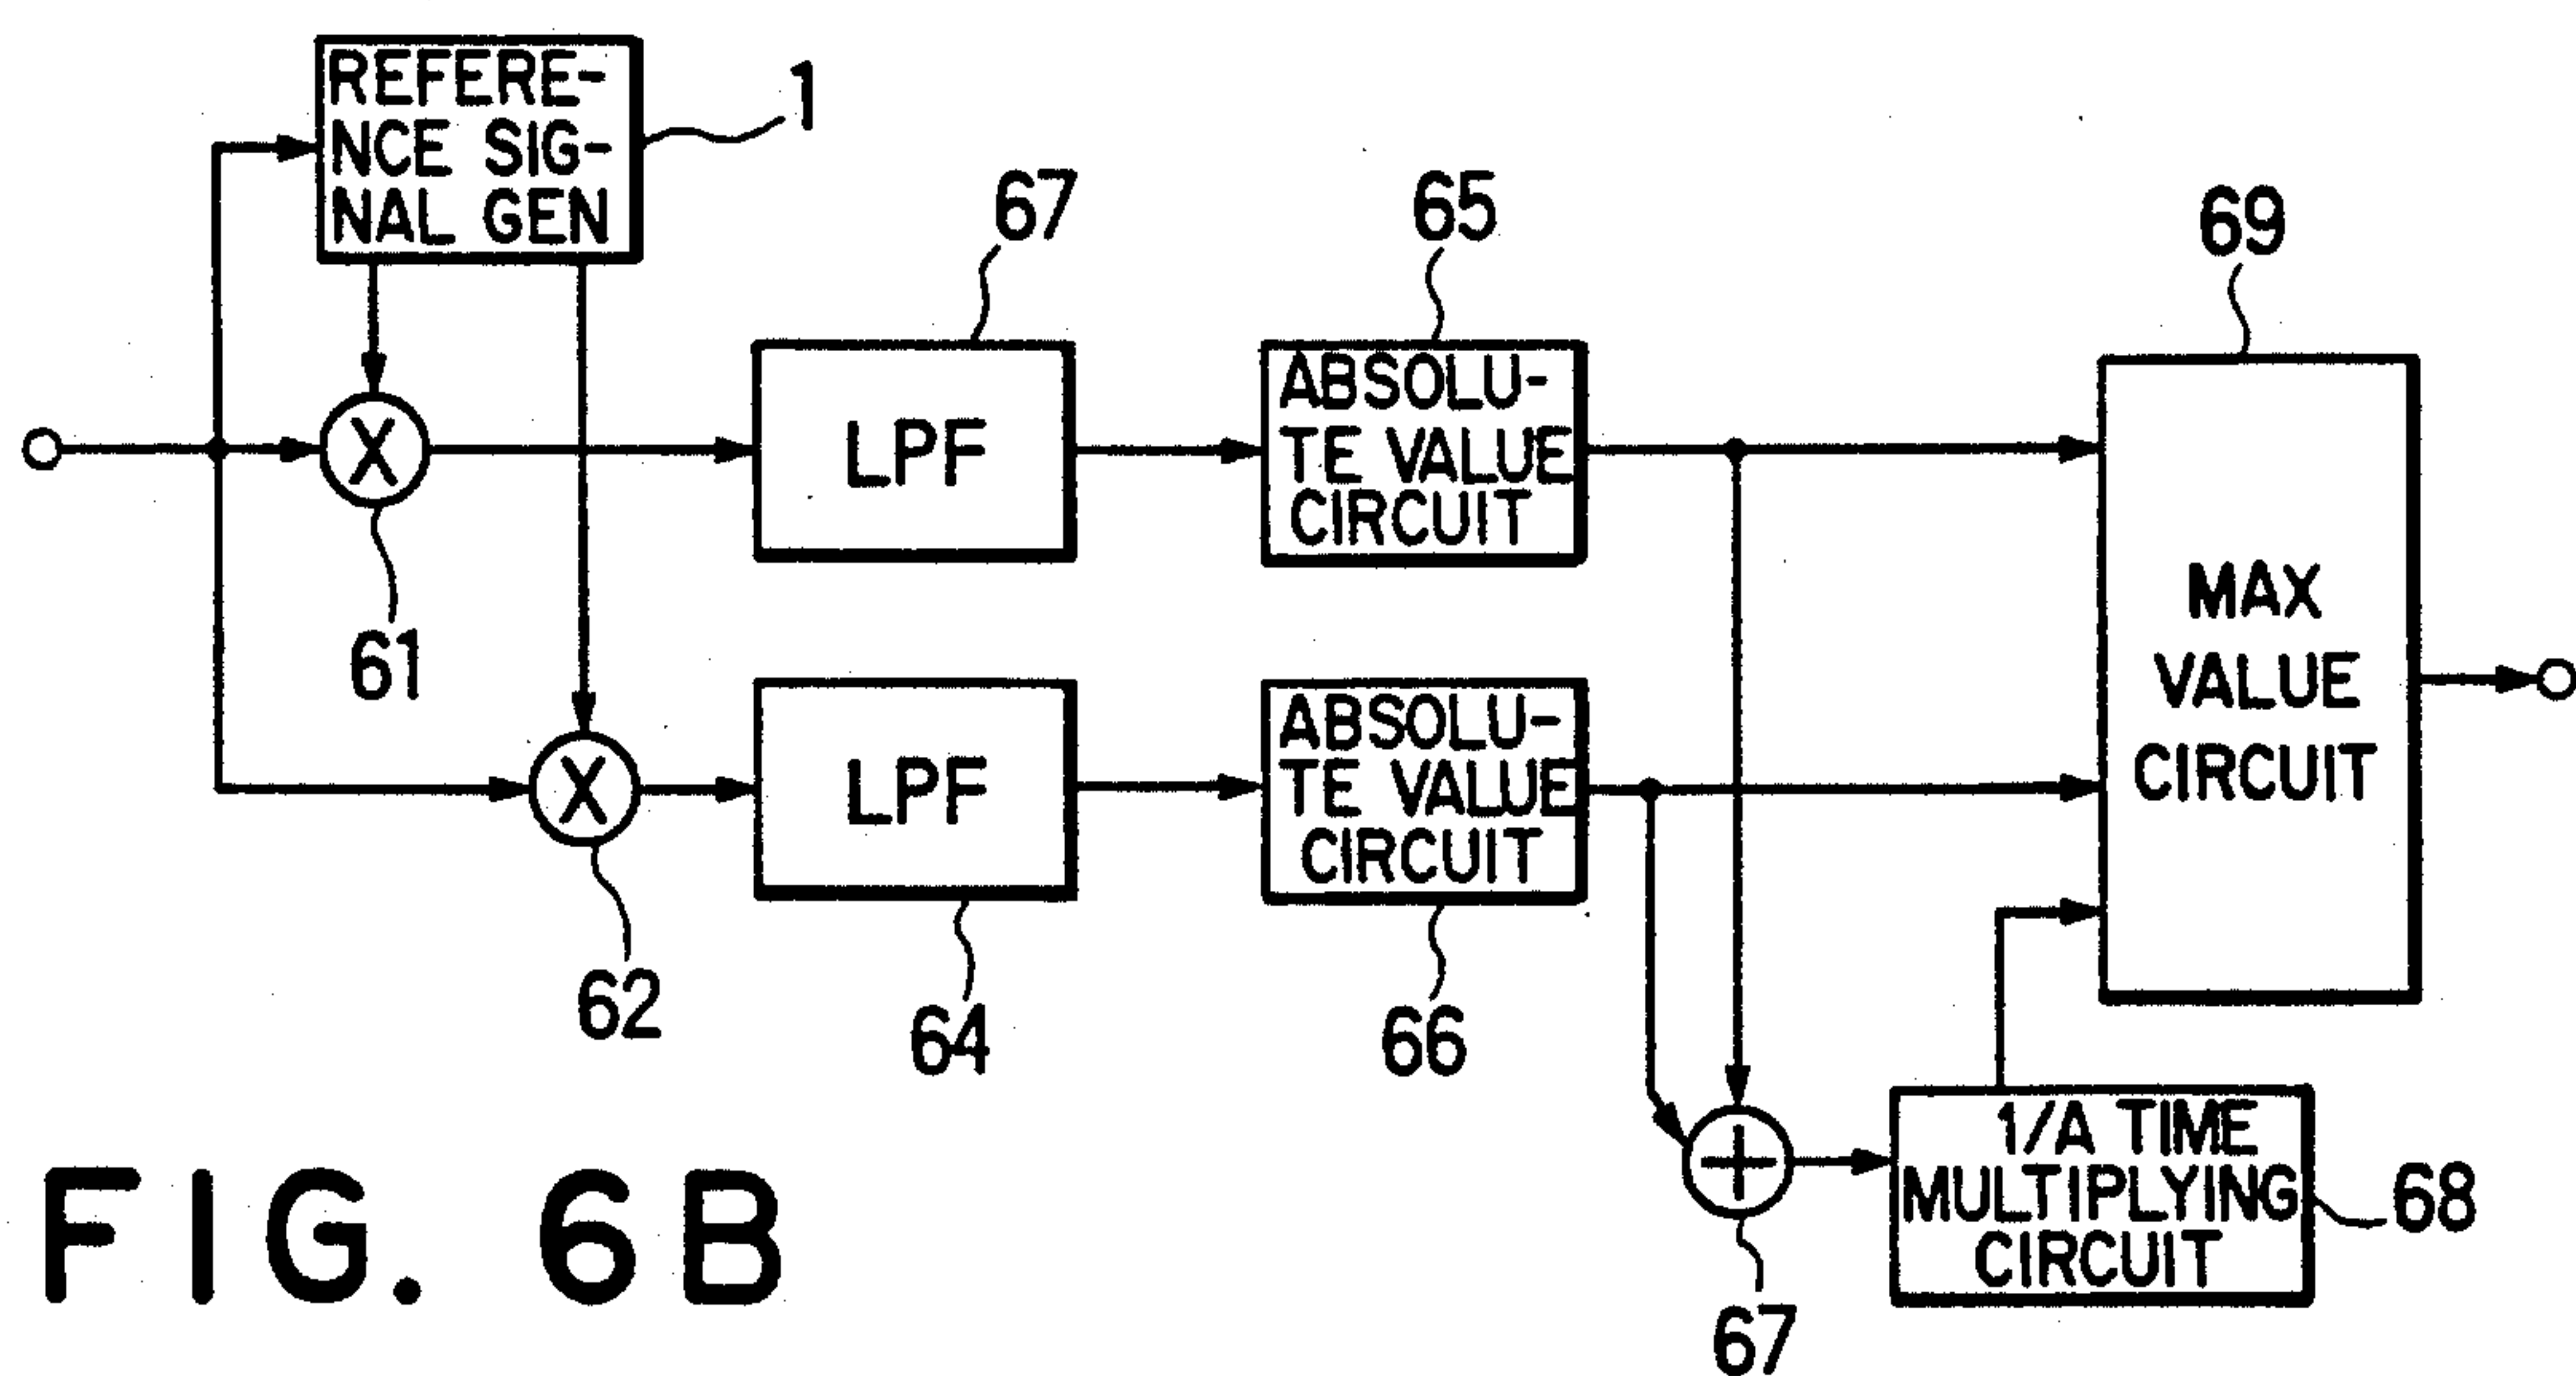 REFERE-
NCE SIG-
NAL GEN
1
67
65
69
X
LPF
ABSOLU-
TE VALUE
CIRCUIT
MAX
VALUE
CIRCUIT
61
X
LPF
ABSOLU-
TE VALUE
CIRCUIT
62
64
66
+
1/A TIME
MULTIPLYING
CIRCUIT
68
67
FIG. 6B